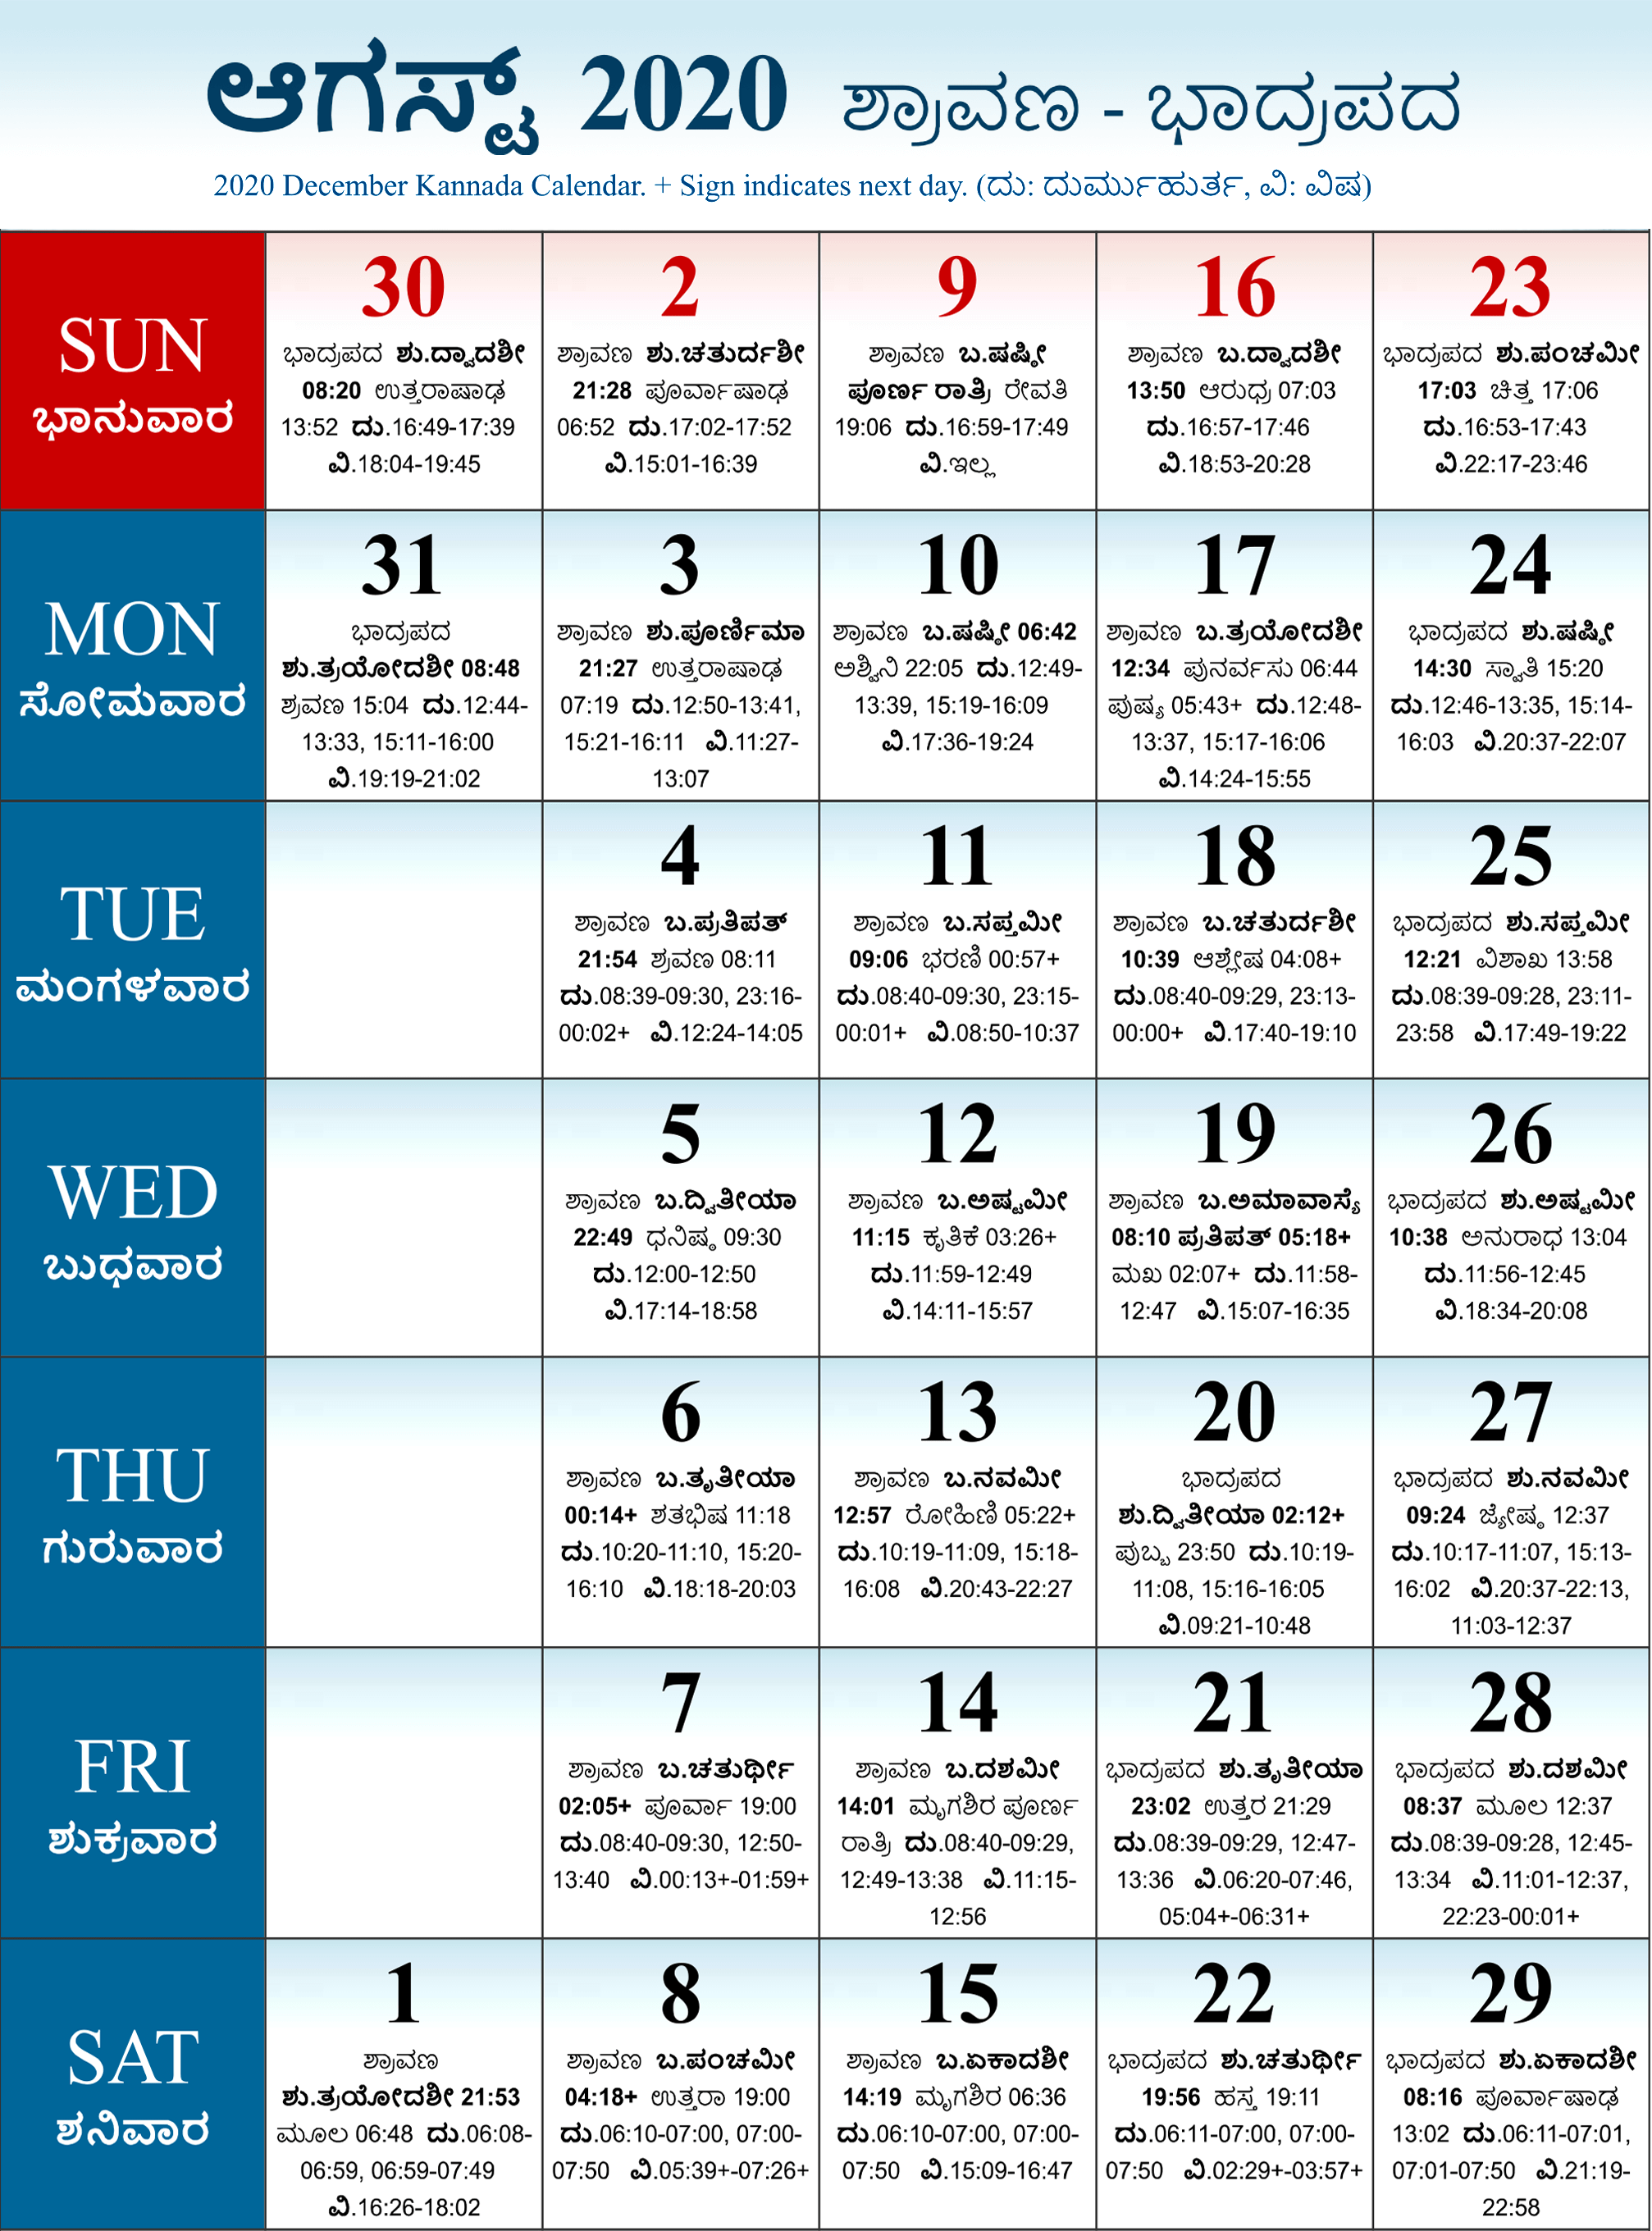 ಆಗಸ್ಟ್ 2020 ಶ್ರಾವಣ - ಭಾದ್ರಪದ
2020 December Kannada Calendar. + Sign indicates next day. (ದು: ದುರ್ಮುಹುರ್ತ, ವಿ: ವಿಷ)
SUN
ಭಾನುವಾರ
30
ಭಾದ್ರಪದ ಶು.ದ್ವಾದಶೀ
08:20 ಉತ್ತರಾಷಾಢ
13:52 ದು.16:49-17:39
ವಿ.18:04-19:45
2
ಶ್ರಾವಣ ಶು.ಚತುರ್ದಶೀ
21:28 ಪೂರ್ವಾಷಾಢ
06:52 ದು.17:02-17:52
ವಿ.15:01-16:39
9
ಶ್ರಾವಣ ಬ.ಷಷ್ಠೀ
ಪೂರ್ಣ ರಾತ್ರಿ ರೇವತಿ
19:06 ದು.16:59-17:49
ವಿ.ಇಲ್ಲ
16
ಶ್ರಾವಣ ಬ.ದ್ವಾದಶೀ
13:50 ಆರುಧ್ರ 07:03
ದು.16:57-17:46
ವಿ.18:53-20:28
23
ಭಾದ್ರಪದ ಶು.ಪಂಚಮೀ
17:03 ಚಿತ್ತ 17:06
ದು.16:53-17:43
ವಿ.22:17-23:46
MON
ಸೋಮವಾರ
31
ಭಾದ್ರಪದ
ಶು.ತ್ರಯೋದಶೀ 08:48
ಶ್ರವಣ 15:04 ದು.12:44-
13:33, 15:11-16:00
ವಿ.19:19-21:02
3
ಶ್ರಾವಣ ಶು.ಪೂರ್ಣಿಮಾ
21:27 ಉತ್ತರಾಷಾಢ
07:19 ದು.12:50-13:41,
15:21-16:11 ವಿ.11:27-
13:07
10
ಶ್ರಾವಣ ಬ.ಷಷ್ಠೀ 06:42
ಅಶ್ವಿನಿ 22:05 ದು.12:49-
13:39, 15:19-16:09
ವಿ.17:36-19:24
17
ಶ್ರಾವಣ ಬ.ತ್ರಯೋದಶೀ
12:34 ಪುನರ್ವಸು 06:44
ಪುಷ್ಯ 05:43+ ದು.12:48-
13:37, 15:17-16:06
ವಿ.14:24-15:55
24
ಭಾದ್ರಪದ ಶು.ಷಷ್ಠೀ
14:30 ಸ್ವಾತಿ 15:20
ದು.12:46-13:35, 15:14-
16:03 ವಿ.20:37-22:07
TUE
ಮಂಗಳವಾರ
4
ಶ್ರಾವಣ ಬ.ಪ್ರತಿಪತ್
21:54 ಶ್ರವಣ 08:11
ದು.08:39-09:30, 23:16-
00:02+ ವಿ.12:24-14:05
11
ಶ್ರಾವಣ ಬ.ಸಪ್ತಮೀ
09:06 ಭರಣಿ 00:57+
ದು.08:40-09:30, 23:15-
00:01+ ವಿ.08:50-10:37
18
ಶ್ರಾವಣ ಬ.ಚತುರ್ದಶೀ
10:39 ಆಶ್ಲೇಷ 04:08+
ದು.08:40-09:29, 23:13-
00:00+ ವಿ.17:40-19:10
25
ಭಾದ್ರಪದ ಶು.ಸಪ್ತಮೀ
12:21 ವಿಶಾಖ 13:58
ದು.08:39-09:28, 23:11-
23:58 ವಿ.17:49-19:22
WED
ಬುಧವಾರ
5
ಶ್ರಾವಣ ಬ.ದ್ವಿತೀಯಾ
22:49 ಧನಿಷ್ಠ 09:30
ದು.12:00-12:50
ವಿ.17:14-18:58
12
ಶ್ರಾವಣ ಬ.ಅಷ್ಟಮೀ
11:15 ಕೃತಿಕೆ 03:26+
ದು.11:59-12:49
ವಿ.14:11-15:57
19
ಶ್ರಾವಣ ಬ.ಅಮಾವಾಸ್ಯೆ
08:10 ಪ್ರತಿಪತ್ 05:18+
ಮಖ 02:07+ ದು.11:58-
12:47 ವಿ.15:07-16:35
26
ಭಾದ್ರಪದ ಶು.ಅಷ್ಟಮೀ
10:38 ಅನುರಾಧ 13:04
ದು.11:56-12:45
ವಿ.18:34-20:08
THU
ಗುರುವಾರ
6
ಶ್ರಾವಣ ಬ.ತೃತೀಯಾ
00:14+ ಶತಭಿಷ 11:18
ದು.10:20-11:10, 15:20-
16:10 ವಿ.18:18-20:03
13
ಶ್ರಾವಣ ಬ.ನವಮೀ
12:57 ರೋಹಿಣಿ 05:22+
ದು.10:19-11:09, 15:18-
16:08 ವಿ.20:43-22:27
20
ಭಾದ್ರಪದ
ಶು.ದ್ವಿತೀಯಾ 02:12+
ಪುಬ್ಬ 23:50 ದು.10:19-
11:08, 15:16-16:05
ವಿ.09:21-10:48
27
ಭಾದ್ರಪದ ಶು.ನವಮೀ
09:24 ಜ್ಯೇಷ್ಠ 12:37
ದು.10:17-11:07, 15:13-
16:02 ವಿ.20:37-22:13,
11:03-12:37
FRI
ಶುಕ್ರವಾರ
7
ಶ್ರಾವಣ ಬ.ಚತುರ್ಥೀ
02:05+ ಪೂರ್ವಾ 19:00
ದು.08:40-09:30, 12:50-
13:40 ವಿ.00:13+-01:59+
14
ಶ್ರಾವಣ ಬ.ದಶಮೀ
14:01 ಮೃಗಶಿರ ಪೂರ್ಣ
ರಾತ್ರಿ ದು.08:40-09:29,
12:49-13:38 ವಿ.11:15-
12:56
21
ಭಾದ್ರಪದ ಶು.ತೃತೀಯಾ
23:02 ಉತ್ತರ 21:29
ದು.08:39-09:29, 12:47-
13:36 ವಿ.06:20-07:46,
05:04+-06:31+
28
ಭಾದ್ರಪದ ಶು.ದಶಮೀ
08:37 ಮೂಲ 12:37
ದು.08:39-09:28, 12:45-
13:34 ವಿ.11:01-12:37,
22:23-00:01+
SAT
ಶನಿವಾರ
1
ಶ್ರಾವಣ
ಶು.ತ್ರಯೋದಶೀ 21:53
ಮೂಲ 06:48 ದು.06:08-
06:59, 06:59-07:49
ವಿ.16:26-18:02
8
ಶ್ರಾವಣ ಬ.ಪಂಚಮೀ
04:18+ ಉತ್ತರಾ 19:00
ದು.06:10-07:00, 07:00-
07:50 ವಿ.05:39+-07:26+
15
ಶ್ರಾವಣ ಬ.ಏಕಾದಶೀ
14:19 ಮೃಗಶಿರ 06:36
ದು.06:10-07:00, 07:00-
07:50 ವಿ.15:09-16:47
22
ಭಾದ್ರಪದ ಶು.ಚತುರ್ಥೀ
19:56 ಹಸ್ತ 19:11
ದು.06:11-07:00, 07:00-
07:50 ವಿ.02:29+-03:57+
29
ಭಾದ್ರಪದ ಶು.ಏಕಾದಶೀ
08:16 ಪೂರ್ವಾಷಾಢ
13:02 ದು.06:11-07:01,
07:01-07:50 ವಿ.21:19-
22:58